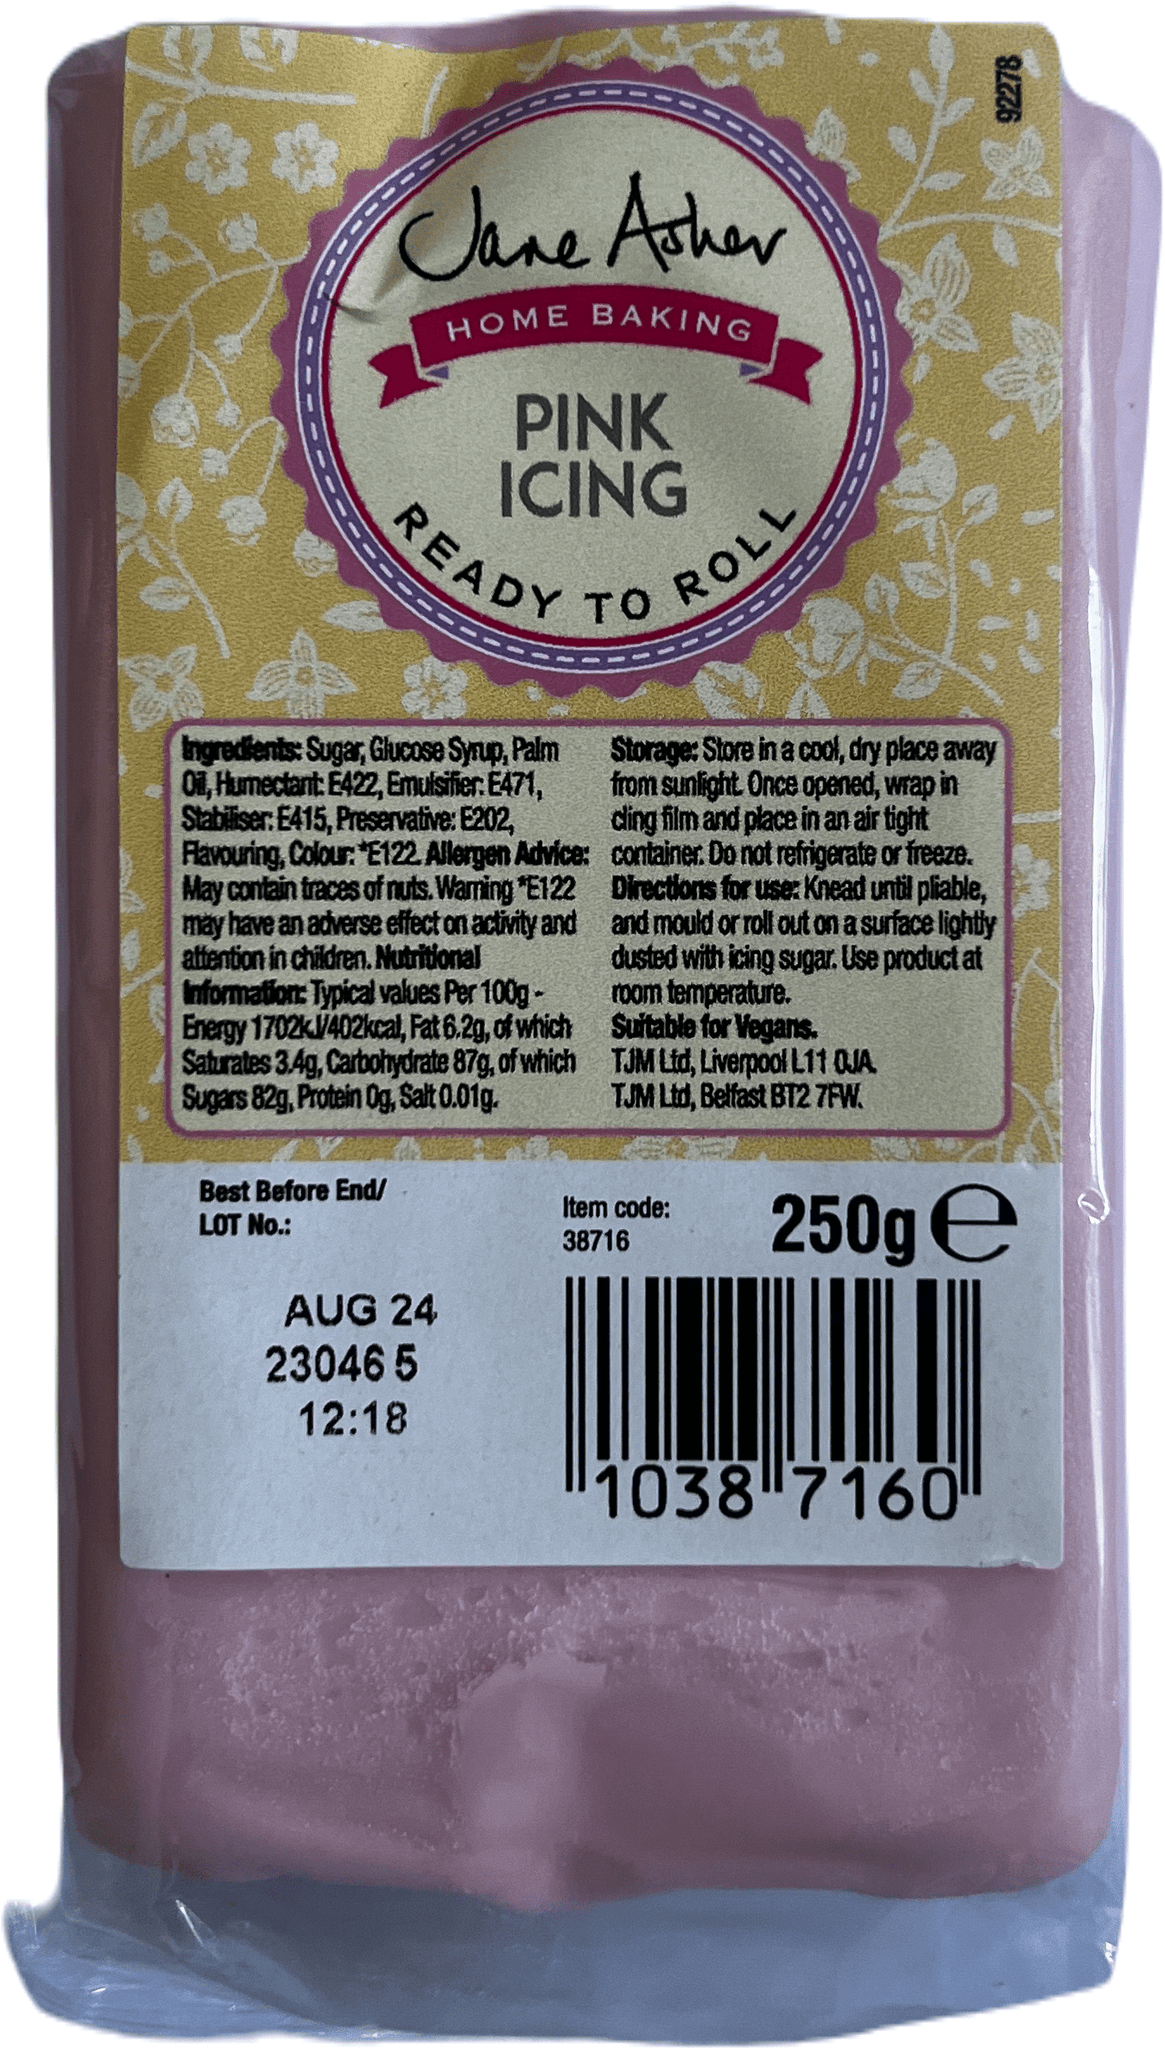 92278
Jane Asher
HOME BAKING
PINK
ICING
READY TO ROLL
Ingredients: Sugar, Glucose Syrup, Palm
Oil, Humectant: E422, Emulsifier: E471,
Stabiliser: E415, Preservative: E202,
Flavouring, Colour: *E122. Allergen Advice:
May contain traces of nuts. Warning *E122
may have an adverse effect on activity and
attention in children. Nutritional
Information: Typical values Per 100g -
Energy 1702kJ/402kcal, Fat 6.2g, of which
Saturates 3.4g, Carbohydrate 87g, of which
Sugars 82g, Protein 0g, Salt 0.01g.
Storage: Store in a cool, dry place away
from sunlight. Once opened, wrap in
cling film and place in an air tight
container. Do not refrigerate or freeze.
Directions for use: Knead until pliable,
and mould or roll out on a surface lightly
dusted with icing sugar. Use product at
room temperature.
Suitable for Vegans.
TJM Ltd, Liverpool L11 0JA.
TJM Ltd, Belfast BT2 7FW.
Best Before End/
LOT No.:
AUG 24
23046 5
12:18
Item code:
38716
250g ℮
1038 7160